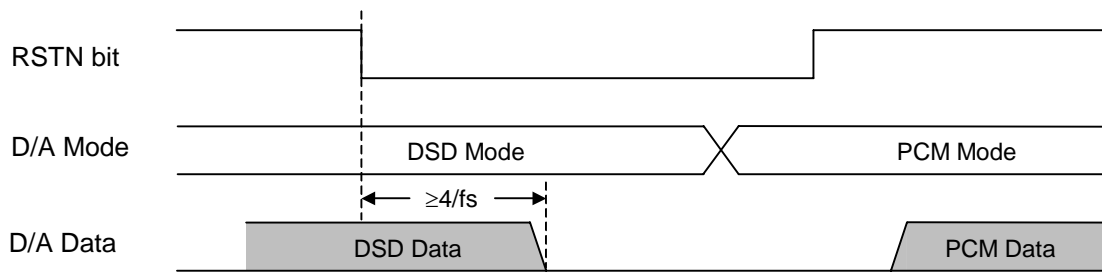 RSTN bit
D/A Mode
DSD Mode
PCM Mode
≥4/fs
D/A Data
DSD Data
PCM Data